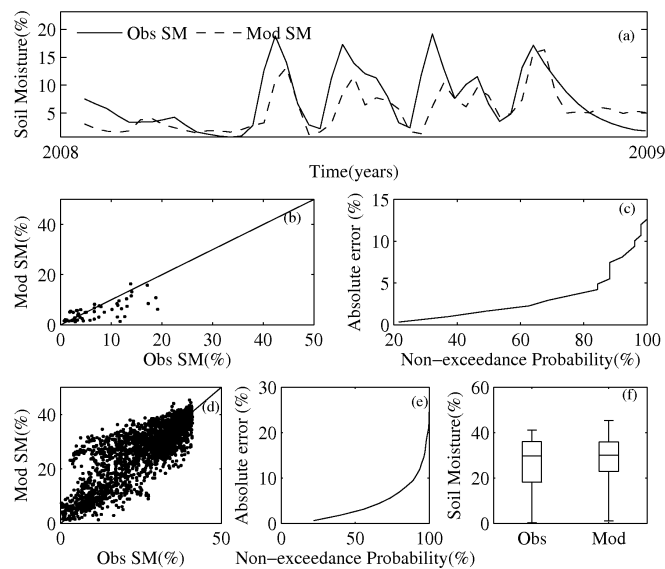 Soil Moisture(%)
20
15
10
5
Obs SM
Mod SM
(a)
2008
2009
Time(years)
Mod SM(%)
40
20
0
(b)
0
10
20
30
40
50
Obs SM(%)
Absolute error (%)
15
10
5
0
(c)
20
40
60
80
100
Non−exceedance Probability(%)
Mod SM(%)
40
20
0
(d)
0
50
Obs SM(%)
Absolute error (%)
30
20
10
0
(e)
0
50
100
Non−exceedance Probability(%)
Soil Moisture(%)
60
40
20
0
(f)
Obs
Mod